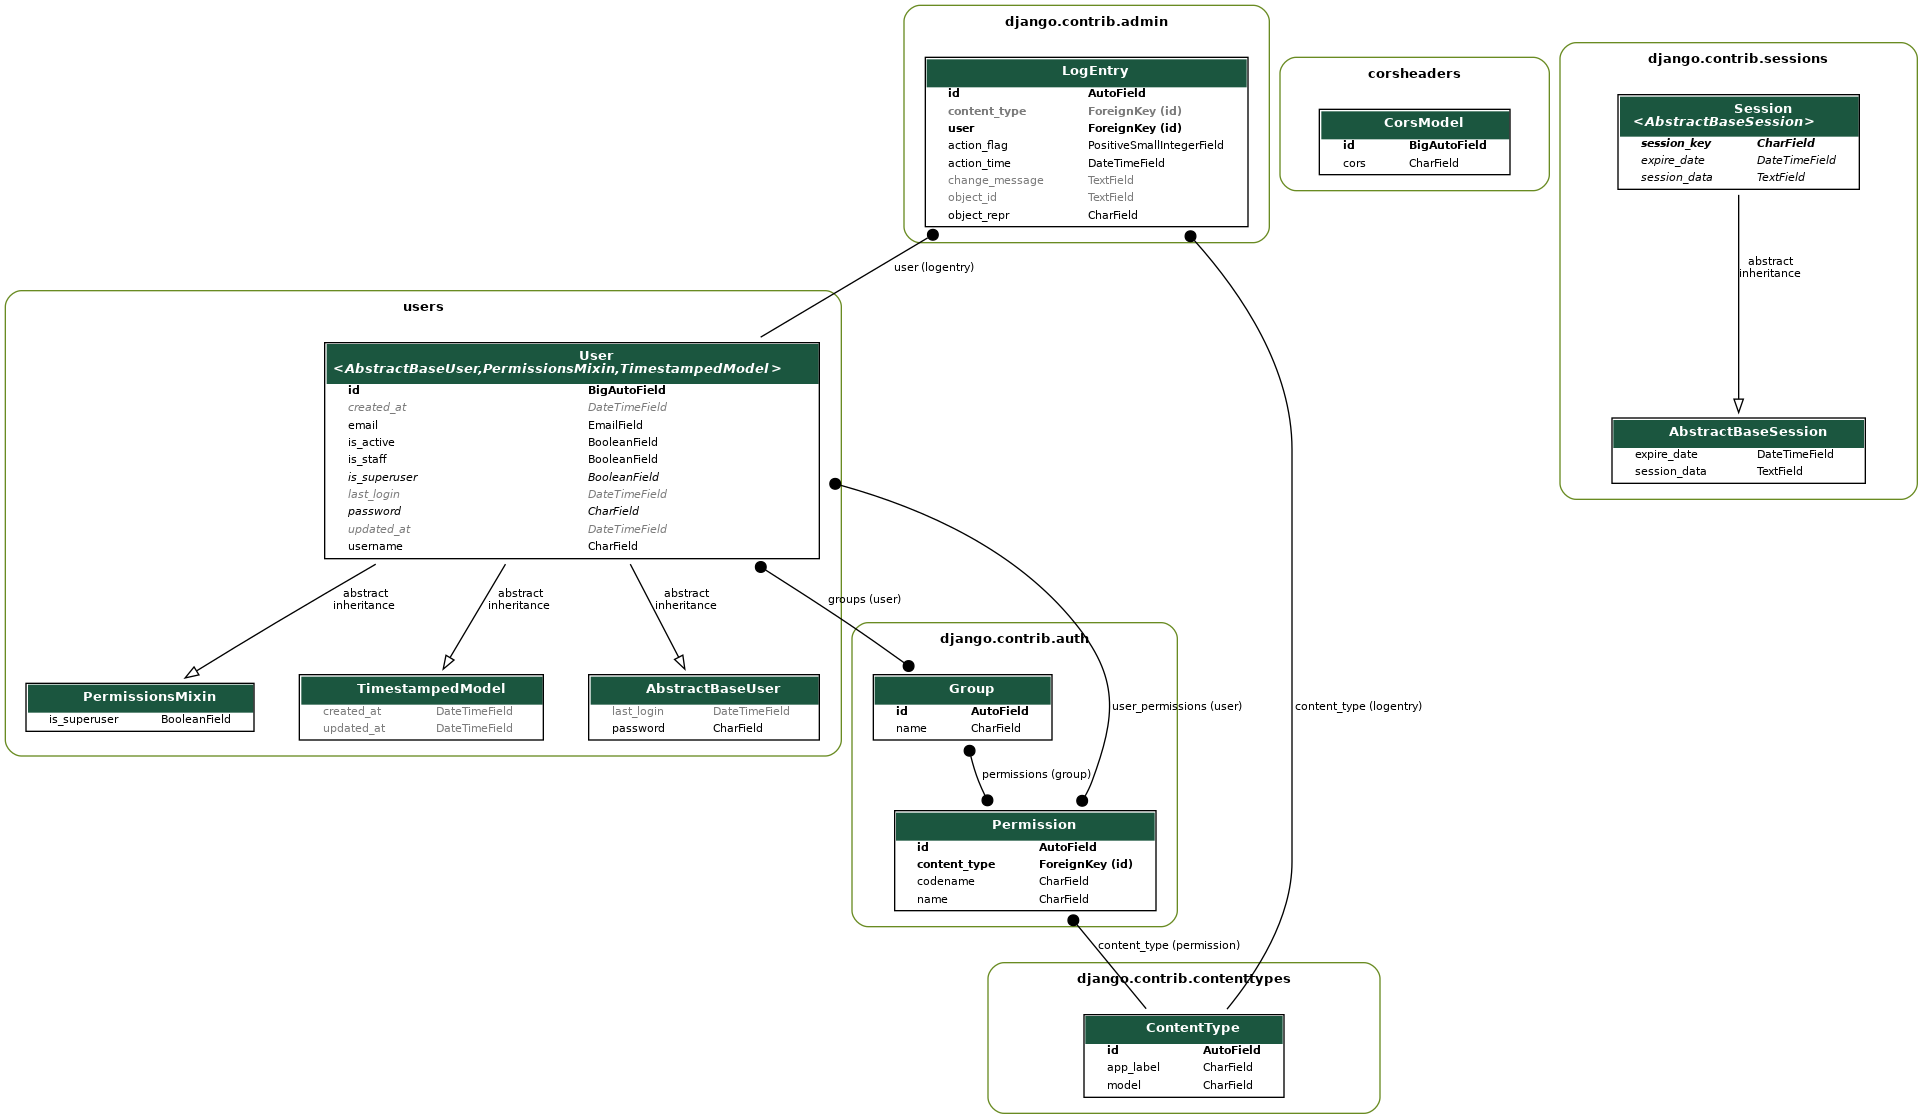 django.contrib.admin
LogEntry
id AutoField
content_type ForeignKey (id)
user ForeignKey (id)
action_flag PositiveSmallIntegerField
action_time DateTimeField
change_message TextField
object_id TextField
object_repr CharField
corsheaders
CorsModel
id BigAutoField
cors CharField
django.contrib.sessions
Session
<AbstractBaseSession>
session_key CharField
expire_date DateTimeField
session_data TextField
abstract
inheritance
AbstractBaseSession
expire_date DateTimeField
session_data TextField
user (logentry)
users
User
<AbstractBaseUser,PermissionsMixin,TimestampedModel>
id BigAutoField
created_at DateTimeField
email EmailField
is_active BooleanField
is_staff BooleanField
is_superuser BooleanField
last_login DateTimeField
password CharField
updated_at DateTimeField
username CharField
abstract
inheritance
abstract
inheritance
abstract
inheritance
groups (user)
PermissionsMixin
is_superuser BooleanField
TimestampedModel
created_at DateTimeField
updated_at DateTimeField
AbstractBaseUser
last_login DateTimeField
password CharField
django.contrib.auth
Group
id AutoField
name CharField
user_permissions (user)
content_type (logentry)
permissions (group)
Permission
id AutoField
content_type ForeignKey (id)
codename CharField
name CharField
content_type (permission)
django.contrib.contenttypes
ContentType
id AutoField
app_label CharField
model CharField